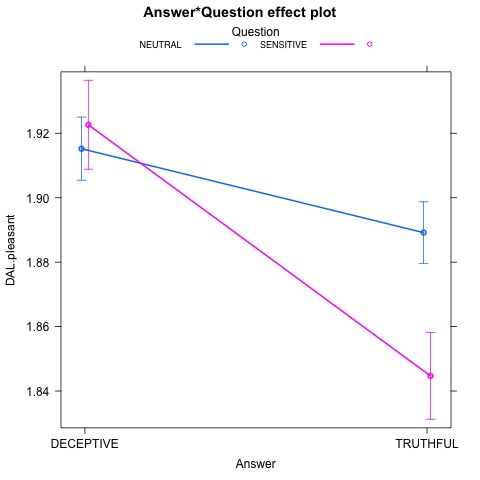 Answer*Question effect plot
Question
NEUTRAL SENSITIVE
1.92
1.90
1.88
1.86
1.84
DAL.pleasant
DECEPTIVE TRUTHFUL
Answer